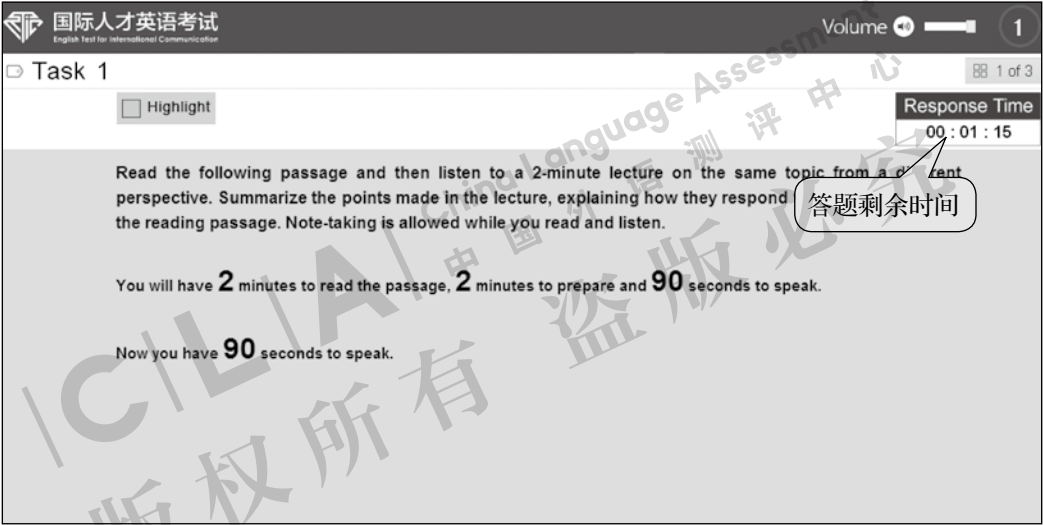 国际人才英语考试
English Test for International Communication
Volume
1
Task 1
1 of 3
Highlight
Response Time
00 : 01 : 15
Read the following passage and then listen to a 2-minute lecture on the same topic from a
perspective. Summarize the points made in the lecture, explaining how they respond
the reading passage. Note-taking is allowed while you read and listen.
答题剩余时间
You will have 2 minutes to read the passage, 2 minutes to prepare and 90 seconds to speak.
Now you have 90 seconds to speak.
China Language Assessment
中国外语测评中心
CLA
版权所有 盗版必究